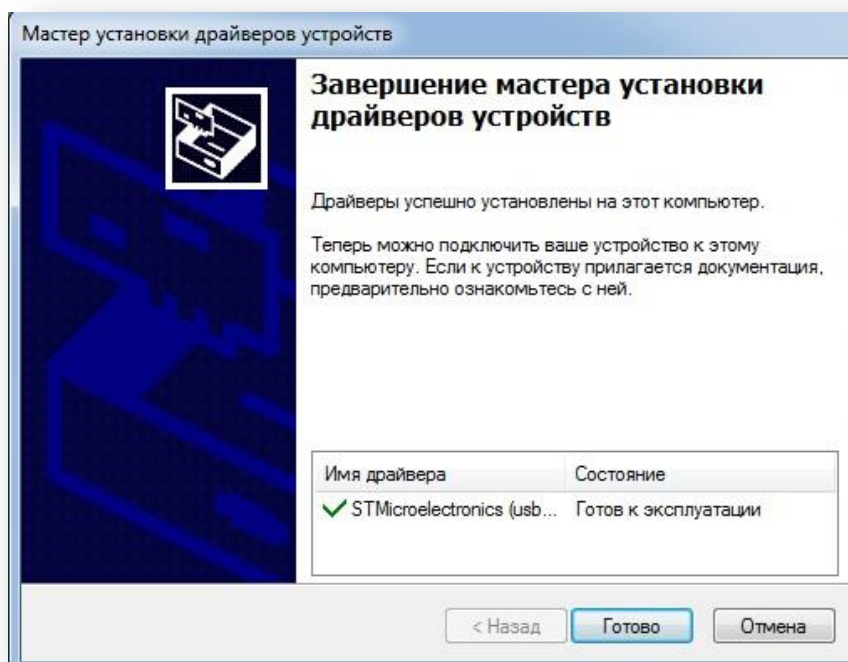 Мастер установки драйверов устройств
Завершение мастера установки
драйверов устройств
Драйверы успешно установлены на этот компьютер.
Теперь можно подключить ваше устройство к этому
компьютеру. Если к устройству прилагается документация,
предварительно ознакомьтесь с ней.
Имя драйвера Состояние
STMicroelectronics (usb... Готов к эксплуатации
< Назад Готово Отмена